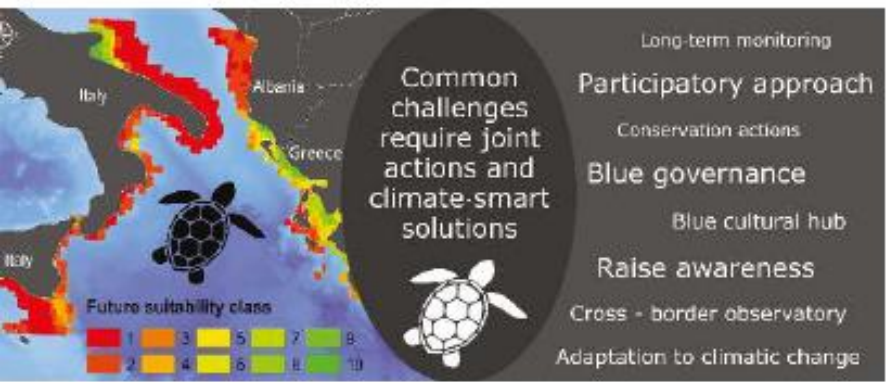 Italy
Albania
Greece
Italy
Future suitability class
1 3 5 7 9
2 4 6 8 10
Common
challenges
require joint
actions and
climate-smart
solutions
Long-term monitoring
Participatory approach
Conservation actions
Blue governance
Blue cultural hub
Raise awareness
Cross - border observatory
Adaptation to climatic change